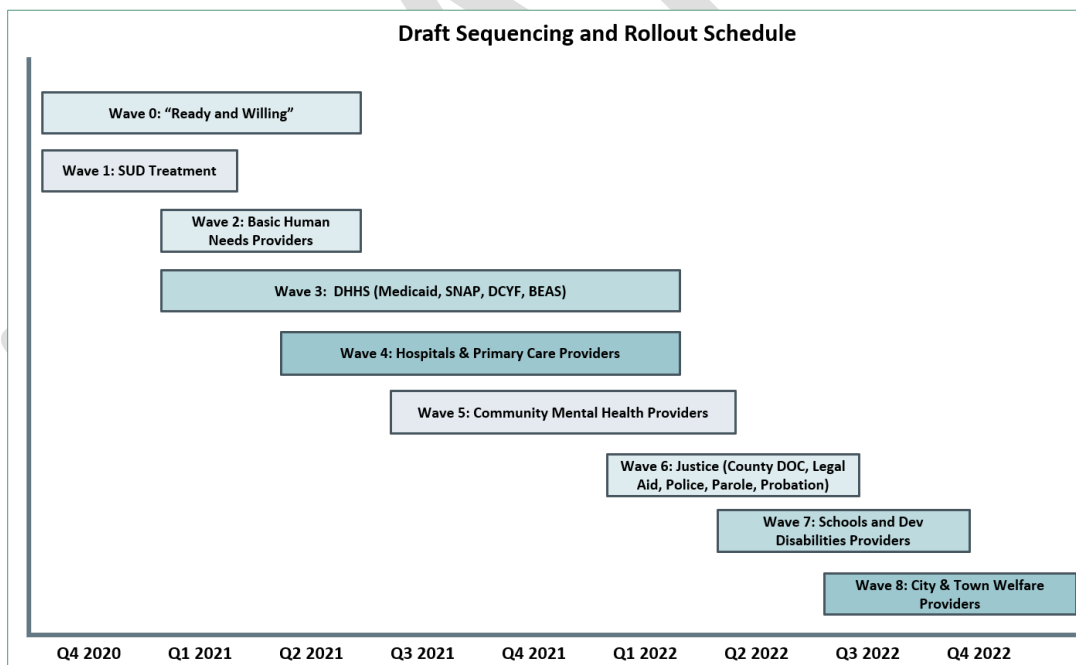 Draft Sequencing and Rollout Schedule
Wave 0: “Ready and Willing”
Wave 1: SUD Treatment
Wave 2: Basic Human
Needs Providers
Wave 3:  DHHS (Medicaid, SNAP, DCYF, BEAS)
Wave 4: Hospitals & Primary Care Providers
Wave 5: Community Mental Health Providers
Wave 6: Justice (County DOC, Legal
Aid, Police, Parole, Probation)
Wave 7: Schools and Dev
Disabilities Providers
Wave 8: City & Town Welfare
Providers
Q4 2020 Q1 2021 Q2 2021 Q3 2021 Q4 2021 Q1 2022 Q2 2022 Q3 2022 Q4 2022